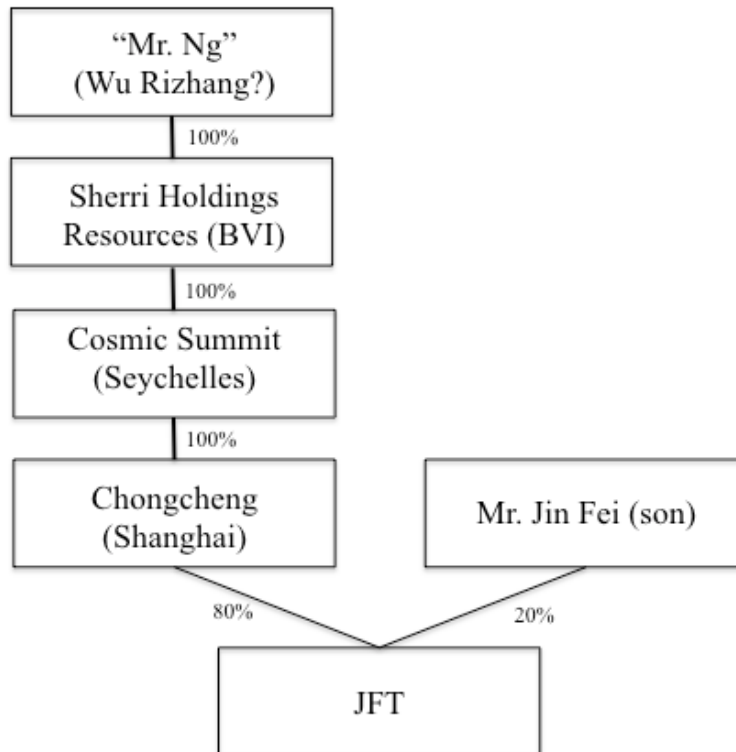 “Mr. Ng”
(Wu Rizhang?)
100%
Sherri Holdings
Resources (BVI)
100%
Cosmic Summit
(Seychelles)
100%
Chongcheng
(Shanghai)
Mr. Jin Fei (son)
80%
20%
JFT